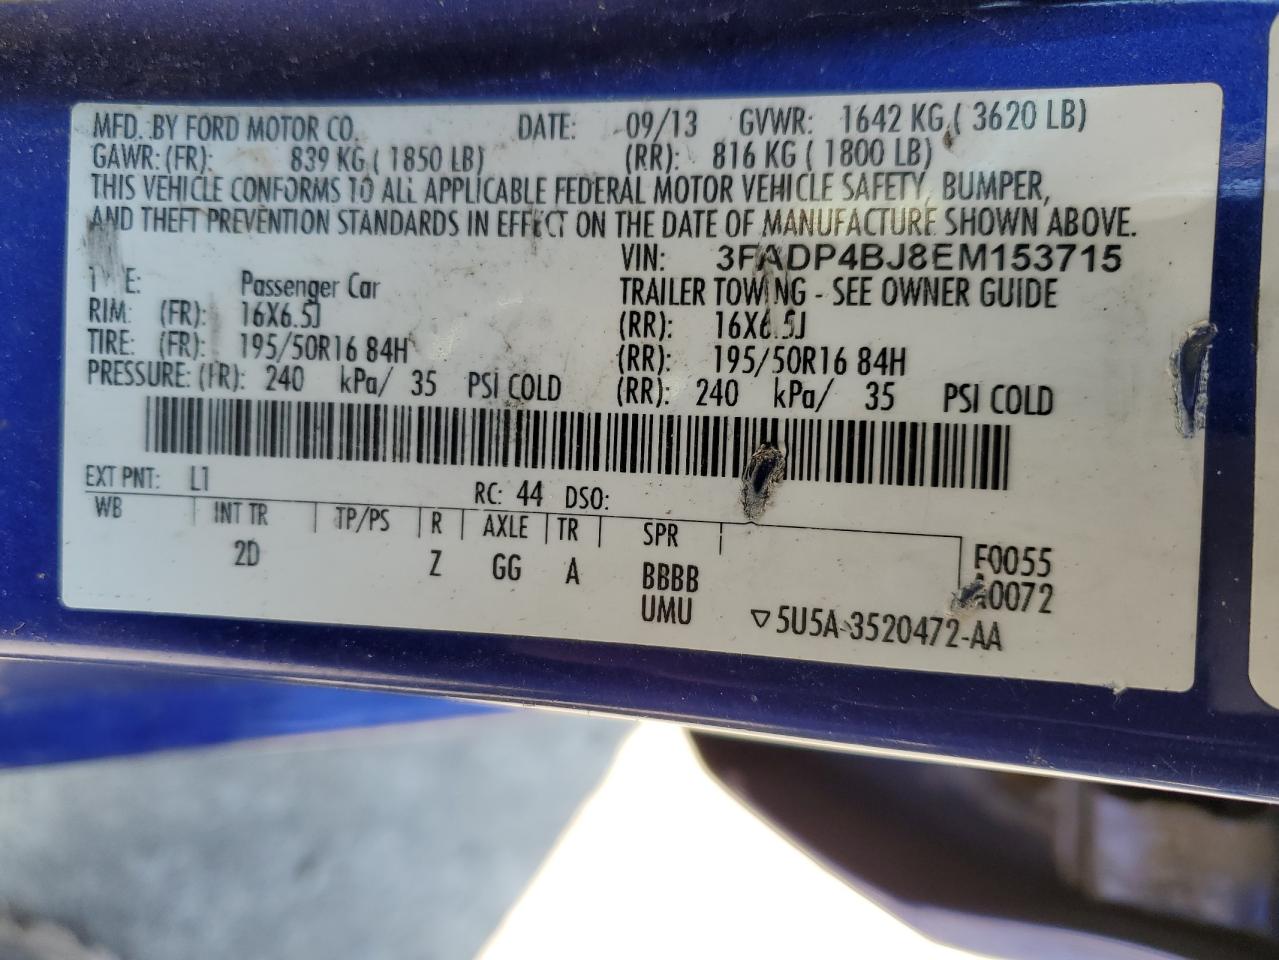 MFD. BY FORD MOTOR CO. DATE: 09/13 GVWR: 1642 KG ( 3620 LB)
GAWR: (FR): 839 KG ( 1850 LB) (RR): 816 KG ( 1800 LB)
THIS VEHICLE CONFORMS TO ALL APPLICABLE FEDERAL MOTOR VEHICLE SAFETY, BUMPER,
AND THEFT PREVENTION STANDARDS IN EFFECT ON THE DATE OF MANUFACTURE SHOWN ABOVE.
VIN: 3FADP4BJ8EM153715
Passenger Car TRAILER TOWING - SEE OWNER GUIDE
RIM: (FR): 16X6.5J (RR): 16X6.5J
TIRE: (FR): 195/50R16 84H (RR): 195/50R16 84H
PRESSURE: (FR): 240 kPa/ 35 PSI COLD (RR): 240 kPa/ 35 PSI COLD
EXT PNT: L1 RC: 44 DSO:
WB INT TR TP/PS R AXLE TR SPR
2D Z GG A BBBB F0055
UMU A0072
▽5U5A-3520472-AA